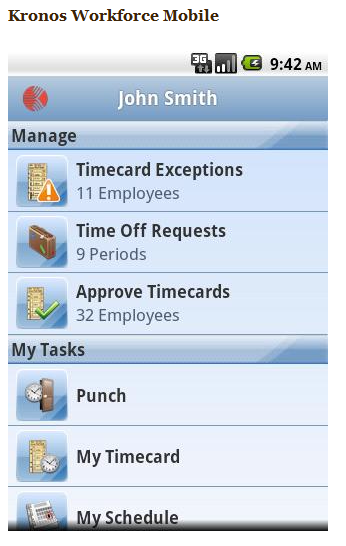 Kronos Workforce Mobile
3G 9:42 AM
John Smith
Manage
Timecard Exceptions
11 Employees
Time Off Requests
9 Periods
Approve Timecards
32 Employees
My Tasks
Punch
My Timecard
My Schedule